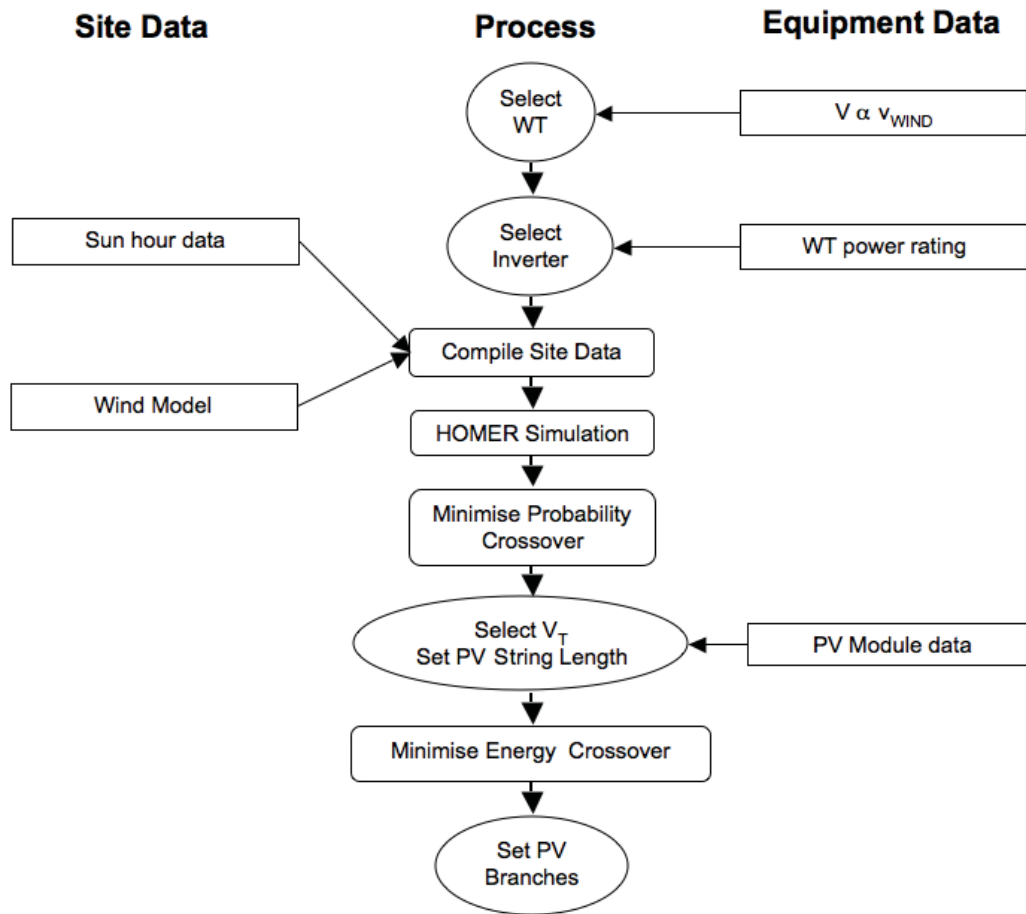 Site Data
Process
Equipment Data
Select
WT
V α vWIND
Sun hour data
Select
Inverter
WT power rating
Compile Site Data
Wind Model
HOMER Simulation
Minimise Probability
Crossover
Select VT
Set PV String Length
PV Module data
Minimise Energy Crossover
Set PV
Branches